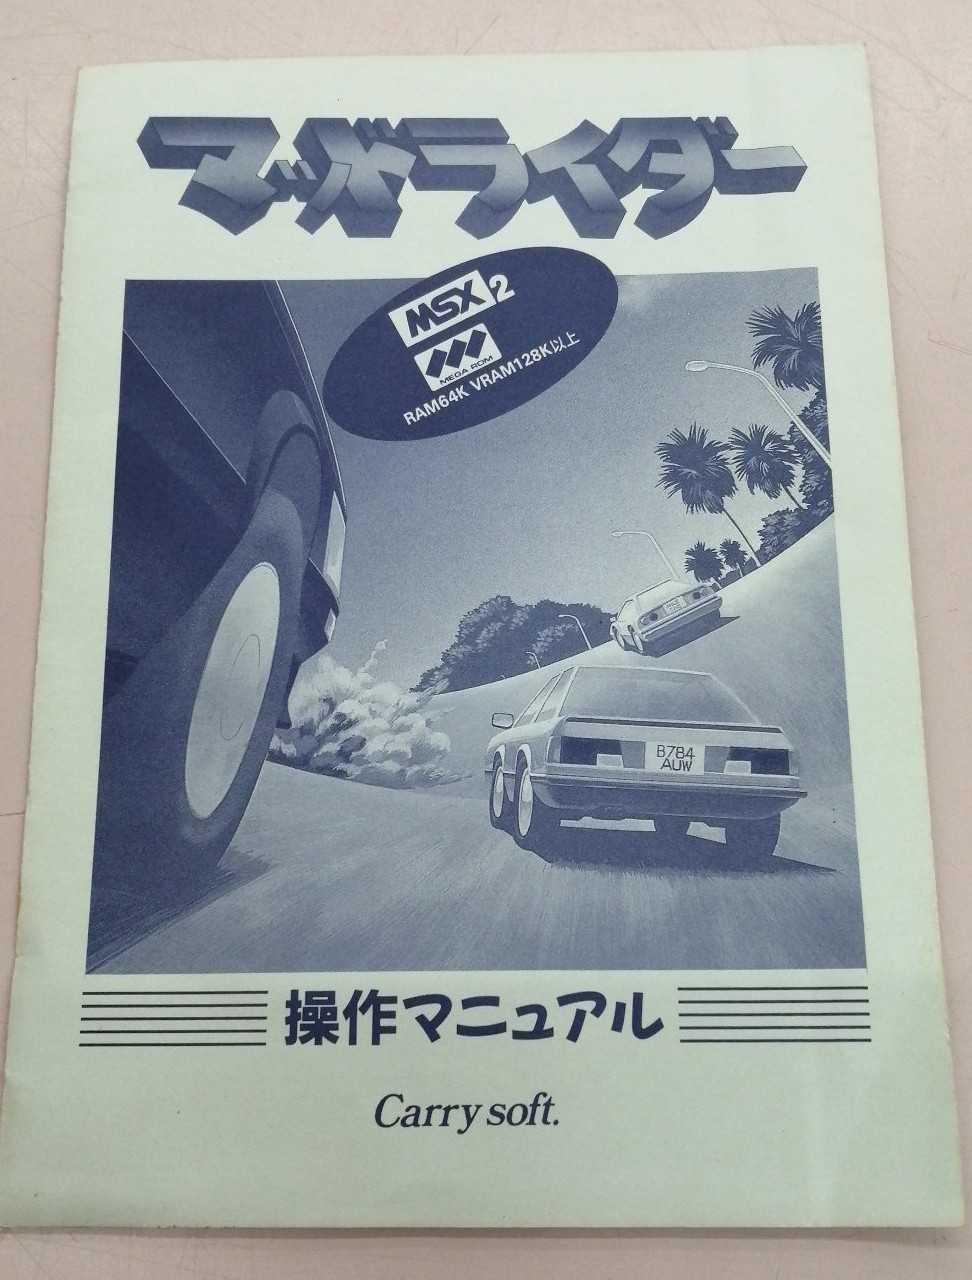 マッドライダー
MSX2
MEGA ROM
RAM64K VRAM128K以上
B784
AUW
操作マニュアル
Carry soft.